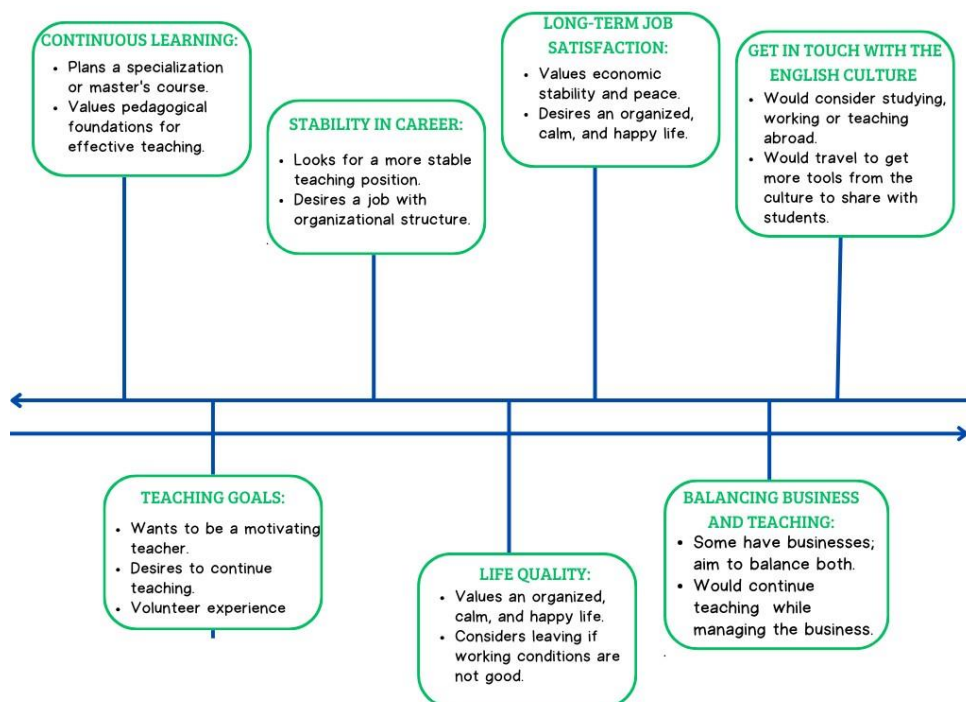 CONTINUOUS LEARNING:
• Plans a specialization
or master's course.
• Values pedagogical
foundations for
effective teaching.
STABILITY IN CAREER:
• Looks for a more stable
teaching position.
• Desires a job with
organizational structure.
LONG-TERM JOB
SATISFACTION:
• Values economic
stability and peace.
• Desires an organized,
calm, and happy life.
GET IN TOUCH WITH THE
ENGLISH CULTURE
• Would consider studying,
working or teaching
abroad.
• Would travel to get
more tools from the
culture to share with
students.
TEACHING GOALS:
• Wants to be a motivating
teacher.
• Desires to continue
teaching.
• Volunteer experience
LIFE QUALITY:
• Values an organized,
calm, and happy life.
• Considers leaving if
working conditions are
not good.
BALANCING BUSINESS
AND TEACHING:
• Some have businesses;
aim to balance both.
• Would continue
teaching while
managing the business.